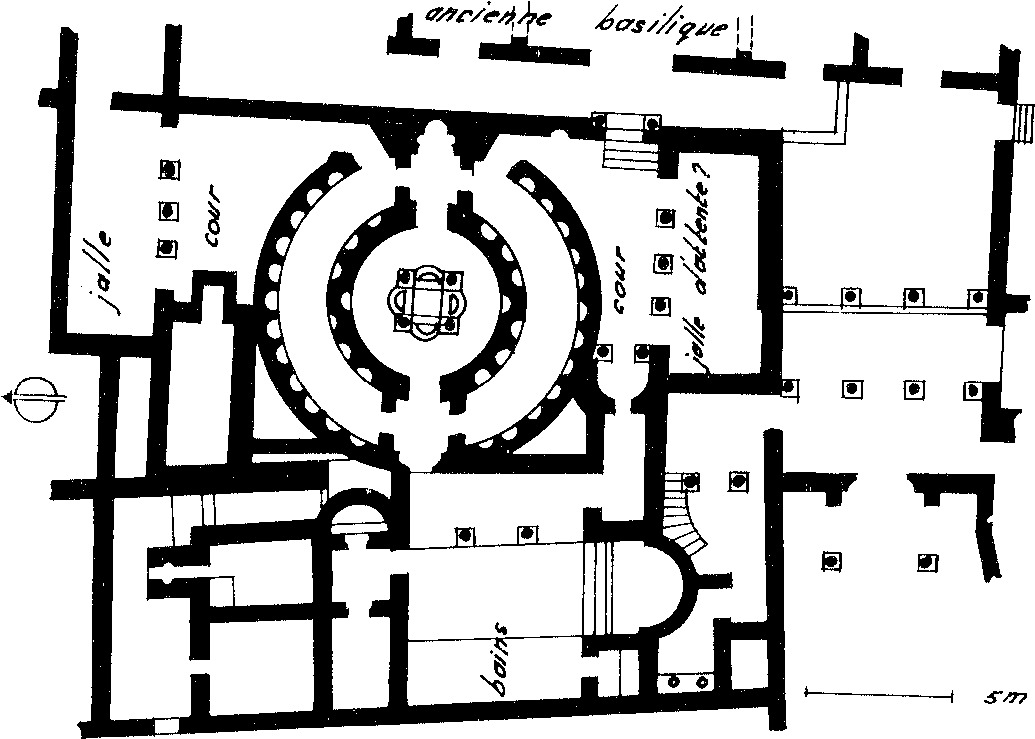 ancienne basilique
salle
cour
cour
salle d'attente?
bains
5m